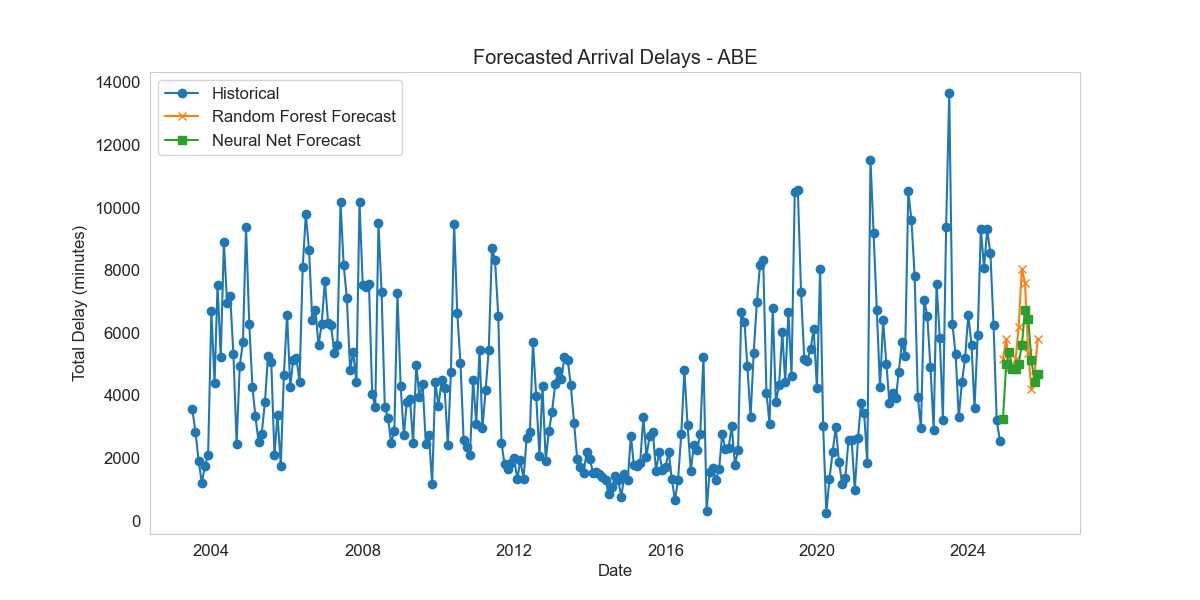 Forecasted Arrival Delays - ABE
Historical
Random Forest Forecast
Neural Net Forecast
14000
12000
10000
8000
6000
4000
2000
0
Total Delay (minutes)
2004 2008 2012 2016 2020 2024
Date